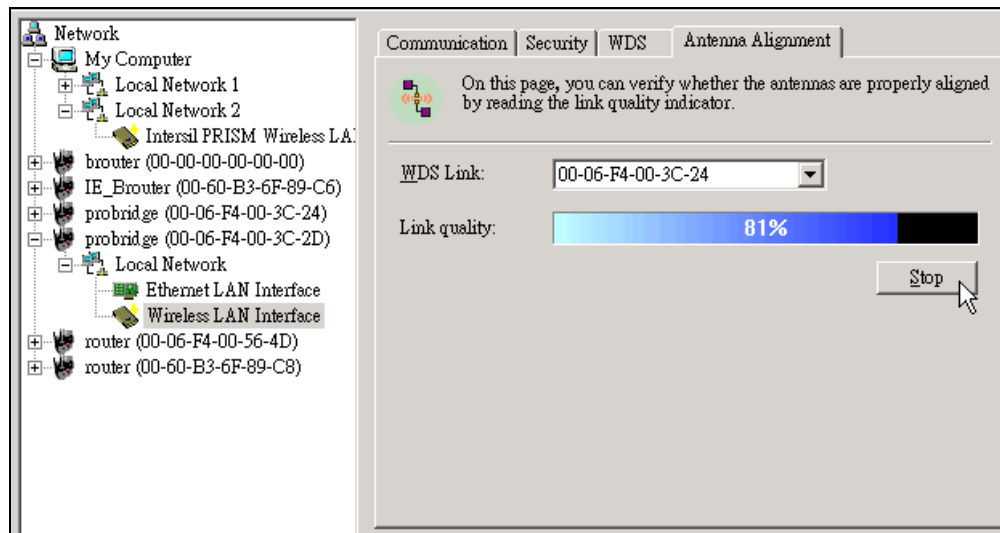 Network
My Computer
Local Network 1
Local Network 2
Intersil PRISM Wireless LA
brouter (00-00-00-00-00-00)
IE_Brouter (00-60-B3-6F-89-C6)
probridge (00-06-F4-00-3C-24)
probridge (00-06-F4-00-3C-2D)
Local Network
Ethernet LAN Interface
Wireless LAN Interface
router (00-06-F4-00-56-4D)
router (00-60-B3-6F-89-C8)
Communication Security WDS Antenna Alignment
On this page, you can verify whether the antennas are properly aligned
by reading the link quality indicator.
WDS Link: 00-06-F4-00-3C-24
Link quality: 81%
Stop